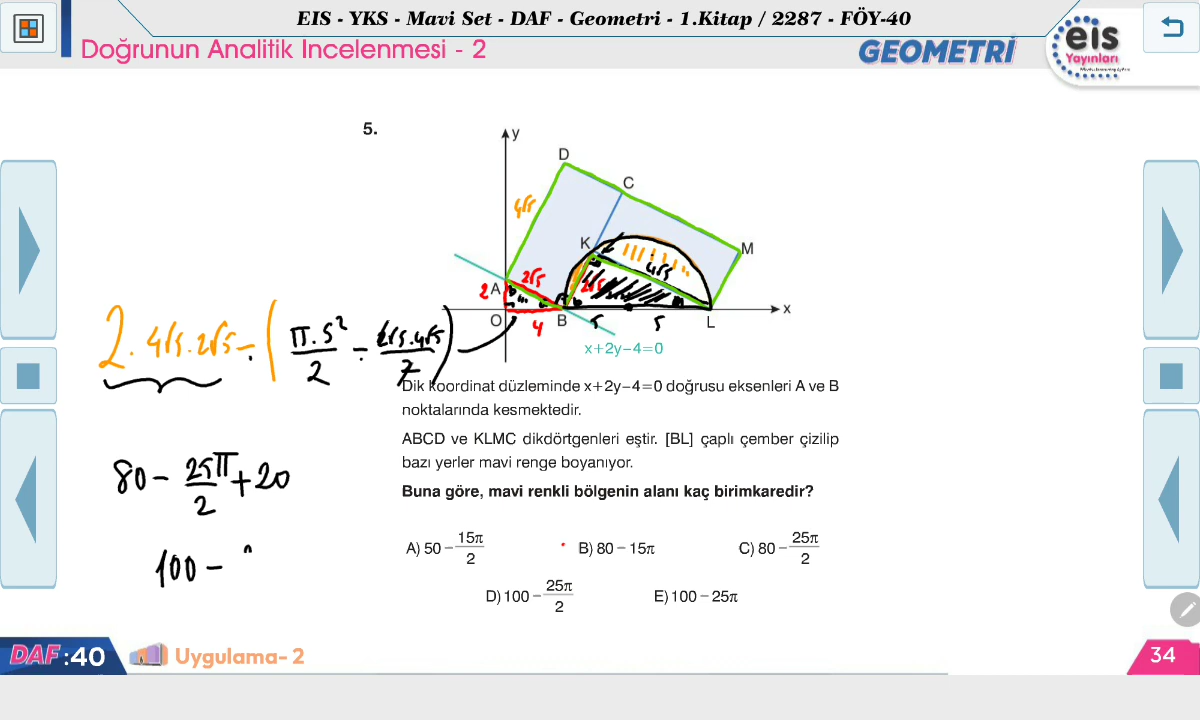 EIS - YKS - Mavi Set - DAF - Geometri - 1.Kitap / 2287 - FÖY-40
Doğrunun Analitik İncelenmesi - 2
GEOMETRİ
eis
Yayınları
5.
y
D
C
4√5
K
M
2√5
4√5
2
A
2√5
O
4
B
5
5
L
x
x+2y−4=0
2. 4√5.2√5 − ( π.5² / 2 − 2√5.4√5 / 2 )
Dik koordinat düzleminde x+2y−4=0 doğrusu eksenleri A ve B
noktalarında kesmektedir.
ABCD ve KLMC dikdörtgenleri eştir. [BL] çaplı çember çizilip
bazı yerler mavi renge boyanıyor.
Buna göre, mavi renkli bölgenin alanı kaç birimkaredir?
80 − 25π/2 + 20
100 −
A) 50 − 15π/2 B) 80 − 15π C) 80 − 25π/2
D) 100 − 25π/2 E) 100 − 25π
DAF:40 Uygulama- 2
34